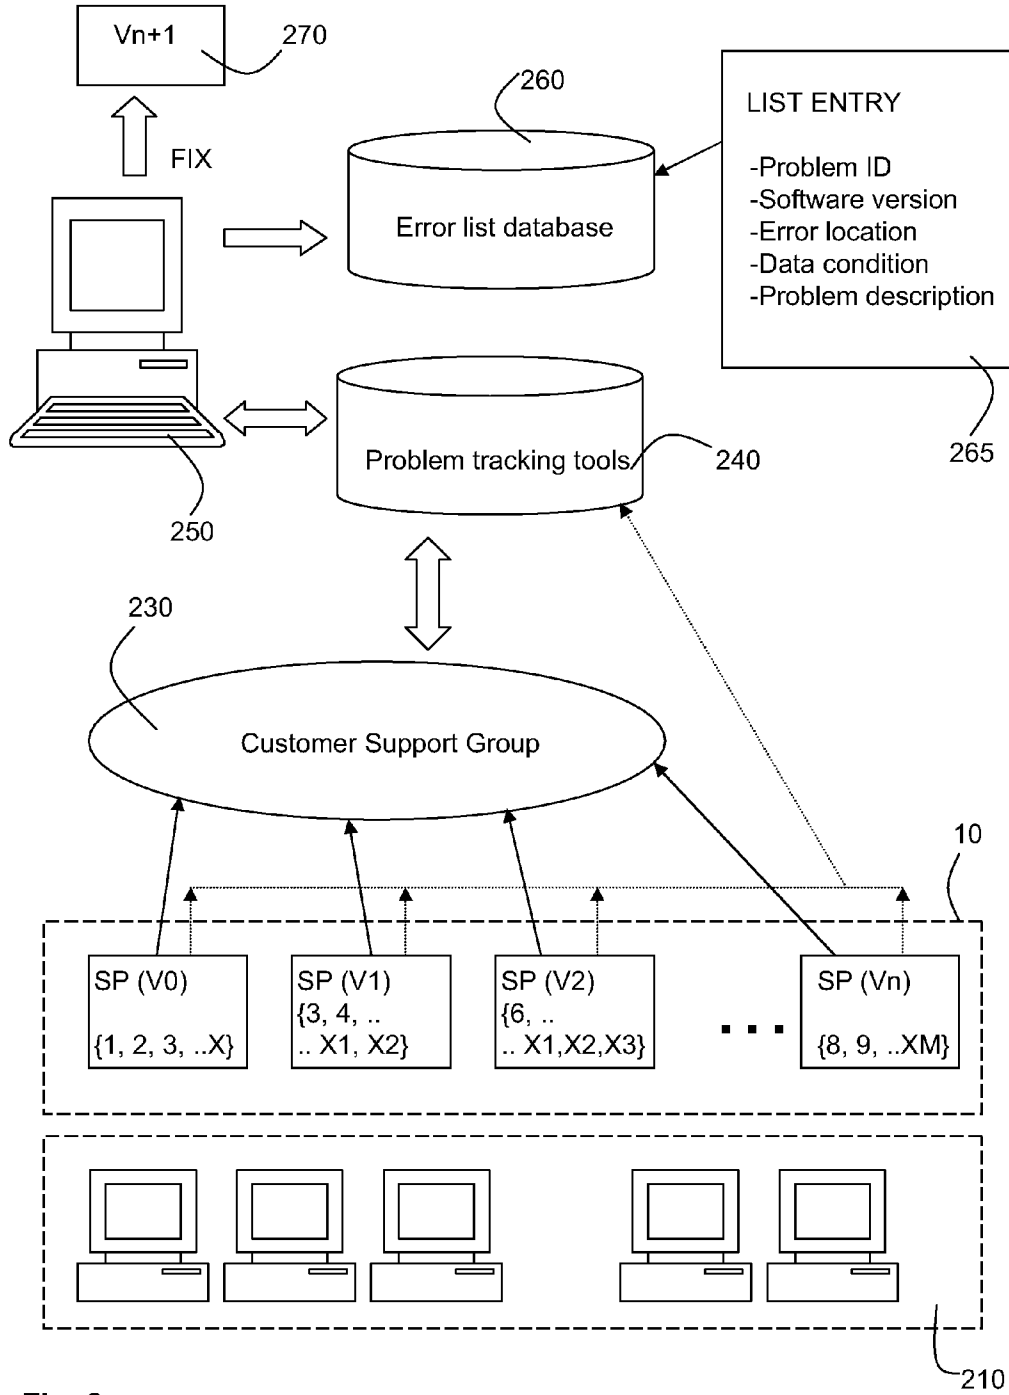 Vn+1
270
260
LIST ENTRY
FIX
-Problem ID
-Software version
-Error location
-Data condition
-Problem description
Error list database
265
Problem tracking tools
240
250
230
Customer Support Group
10
SP (V0)
{1, 2, 3, ..X}
SP (V1)
{3, 4, ..
.. X1, X2}
SP (V2)
{6, ..
.. X1,X2,X3}
SP (Vn)
{8, 9, ..XM}
210